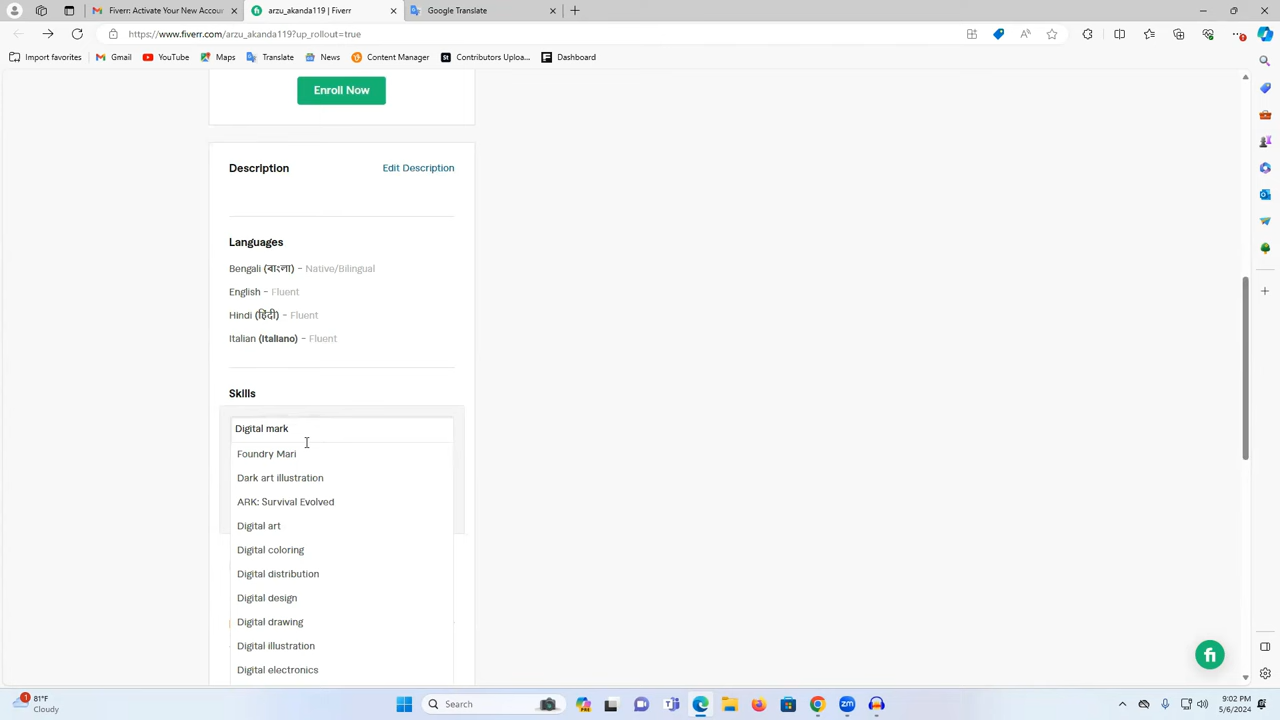 Fiverr: Activate Your New Accou
arzu_akanda119 | Fiverr
Google Translate
https://www.fiverr.com/arzu_akanda119?up_rollout=true
Import favorites
Gmail
YouTube
Maps
Translate
News
Content Manager
Contributors Uploa...
Dashboard
Enroll Now
Description
Edit Description
Languages
Bengali (বাংলা) - Native/Bilingual
English - Fluent
Hindi (हिंदी) - Fluent
Italian (Italiano) - Fluent
Skills
Digital mark
Foundry Mari
Dark art illustration
ARK: Survival Evolved
Digital art
Digital coloring
Digital distribution
Digital design
Digital drawing
Digital illustration
Digital electronics
fi
1
81°F
Cloudy
Search
zm
9:02 PM
5/6/2024